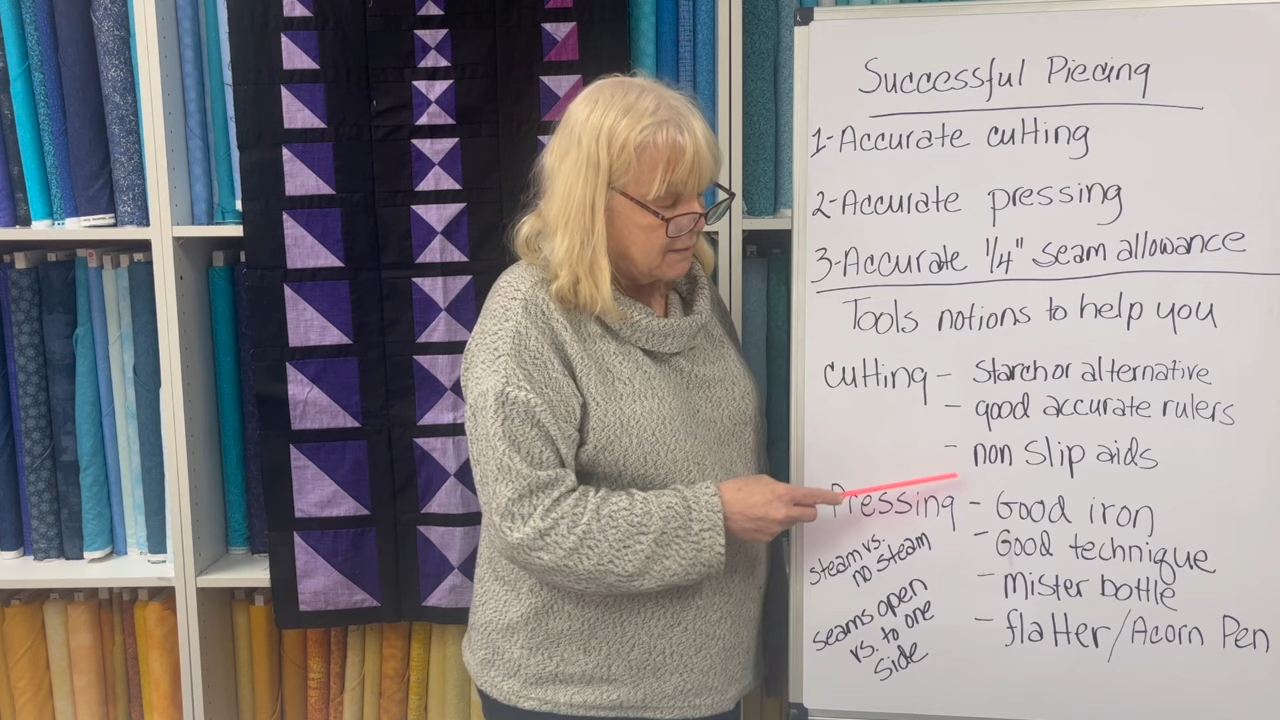 Successful Piecing
1-Accurate cutting
2-Accurate pressing
3-Accurate 1/4" seam allowance
Tools notions to help you
cutting - Starch or alternative
- good accurate rulers
- non slip aids
Pressing - Good iron
- Good technique
- mister bottle
- flatter/Acorn Pen
steam vs.
no steam
seams open
vs. to one
side